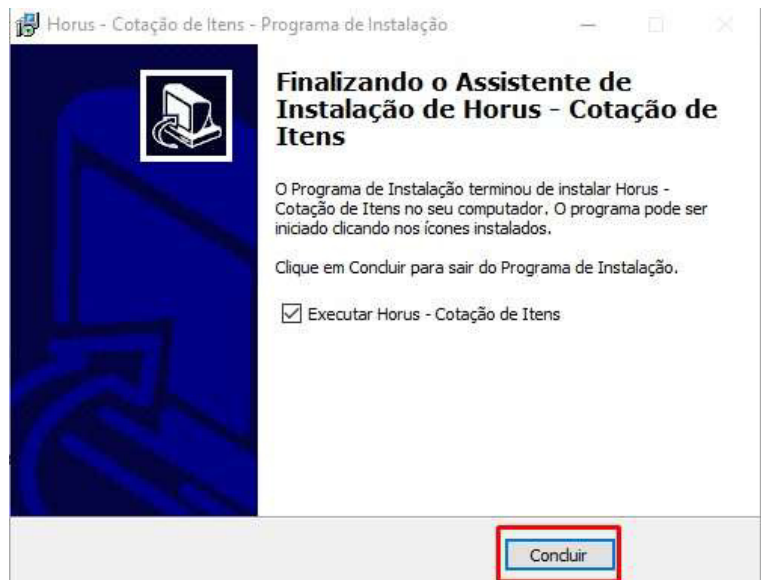 Horus - Cotação de Itens - Programa de Instalação
Finalizando o Assistente de
Instalação de Horus - Cotação de
Itens
O Programa de Instalação terminou de instalar Horus -
Cotação de Itens no seu computador. O programa pode ser
iniciado clicando nos ícones instalados.
Clique em Concluir para sair do Programa de Instalação.
Executar Horus - Cotação de Itens
Concluir